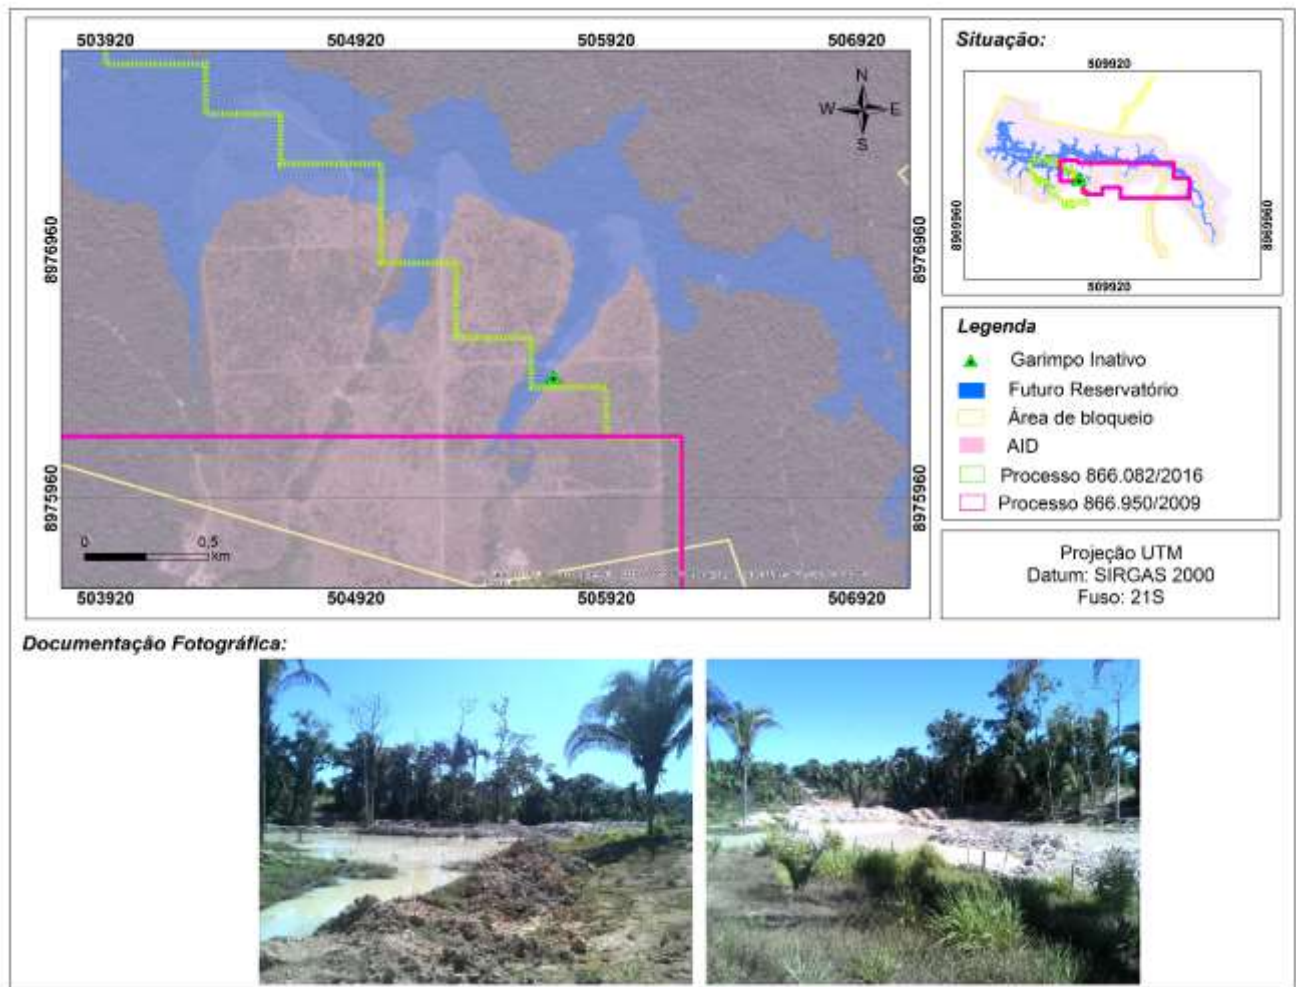 503920 504920 505920 506920
N
W E
S
8976960 8976960
8975960 8975960
0 0,5
km
503920 504920 505920 506920
Situação:
509920
8969960 8969960
509920
Legenda
Garimpo Inativo
Futuro Reservatório
Área de bloqueio
AID
Processo 866.082/2016
Processo 866.950/2009
Projeção UTM
Datum: SIRGAS 2000
Fuso: 21S
Documentação Fotográfica: